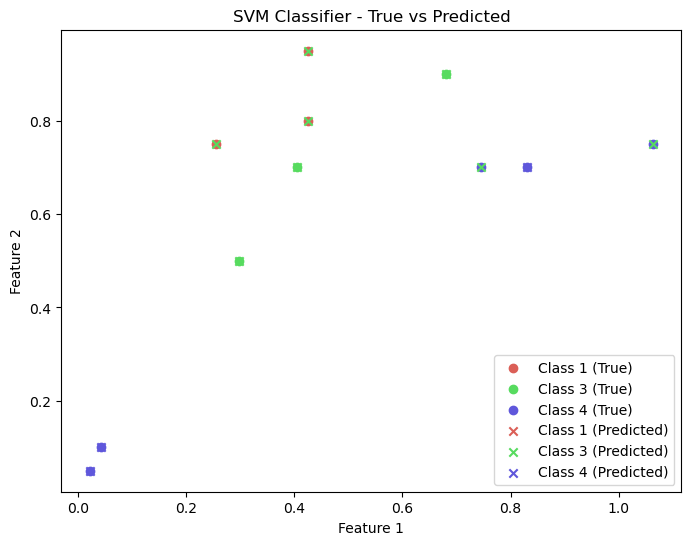 SVM Classifier - True vs Predicted
Feature 2
0.8
0.6
0.4
0.2
Class 1 (True)
Class 3 (True)
Class 4 (True)
Class 1 (Predicted)
Class 3 (Predicted)
Class 4 (Predicted)
0.0 0.2 0.4 0.6 0.8 1.0
Feature 1